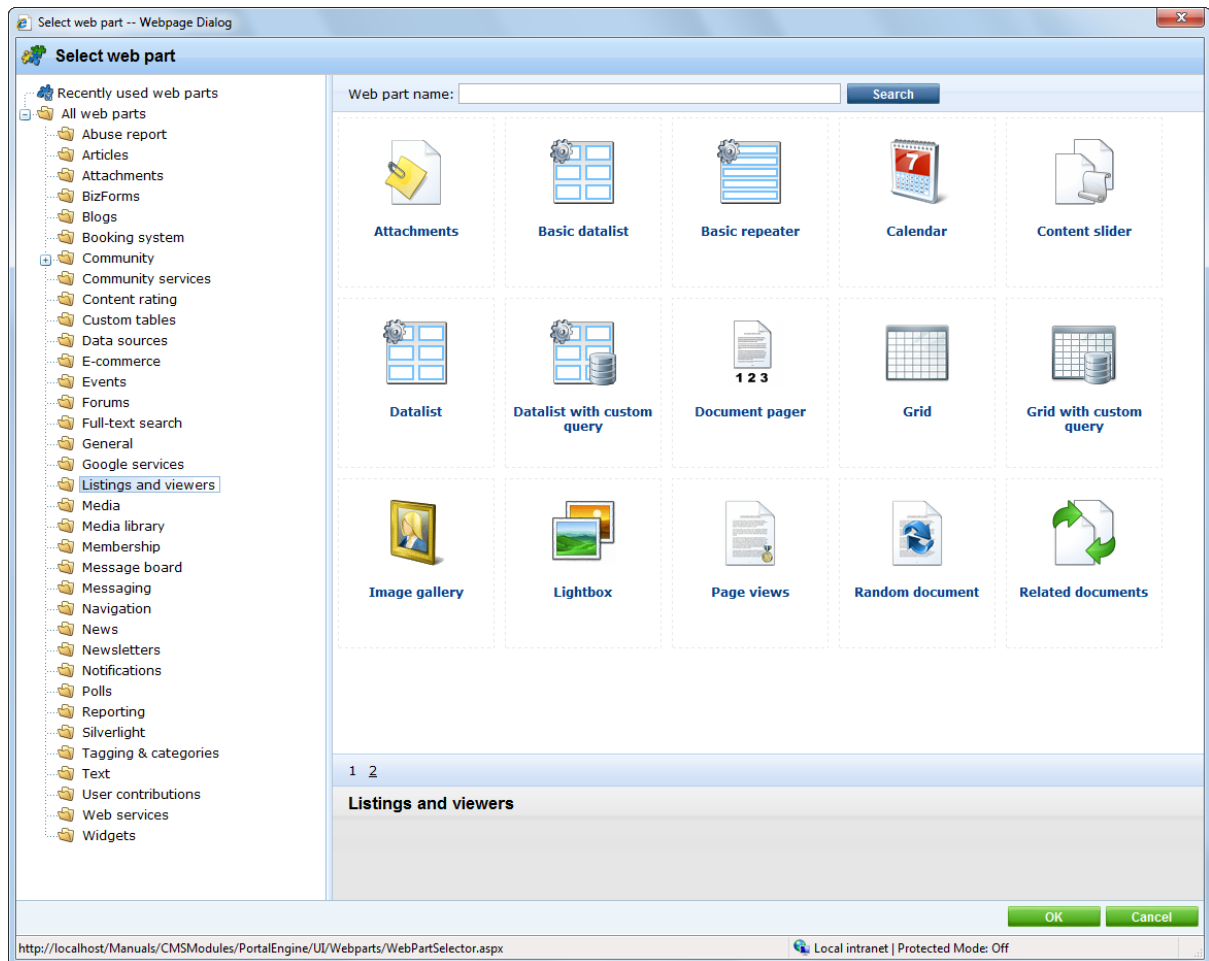 Select web part -- Webpage Dialog
Select web part
Recently used web parts
All web parts
Abuse report
Articles
Attachments
BizForms
Blogs
Booking system
Community
Community services
Content rating
Custom tables
Data sources
E-commerce
Events
Forums
Full-text search
General
Google services
Listings and viewers
Media
Media library
Membership
Message board
Messaging
Navigation
News
Newsletters
Notifications
Polls
Reporting
Silverlight
Tagging & categories
Text
User contributions
Web services
Widgets
Web part name: Search
7
Attachments Basic datalist Basic repeater Calendar Content slider
1 2 3
Datalist Datalist with custom Document pager Grid Grid with custom
query query
Image gallery Lightbox Page views Random document Related documents
1 2
Listings and viewers
OK Cancel
http://localhost/Manuals/CMSModules/PortalEngine/UI/Webparts/WebPartSelector.aspx Local intranet | Protected Mode: Off